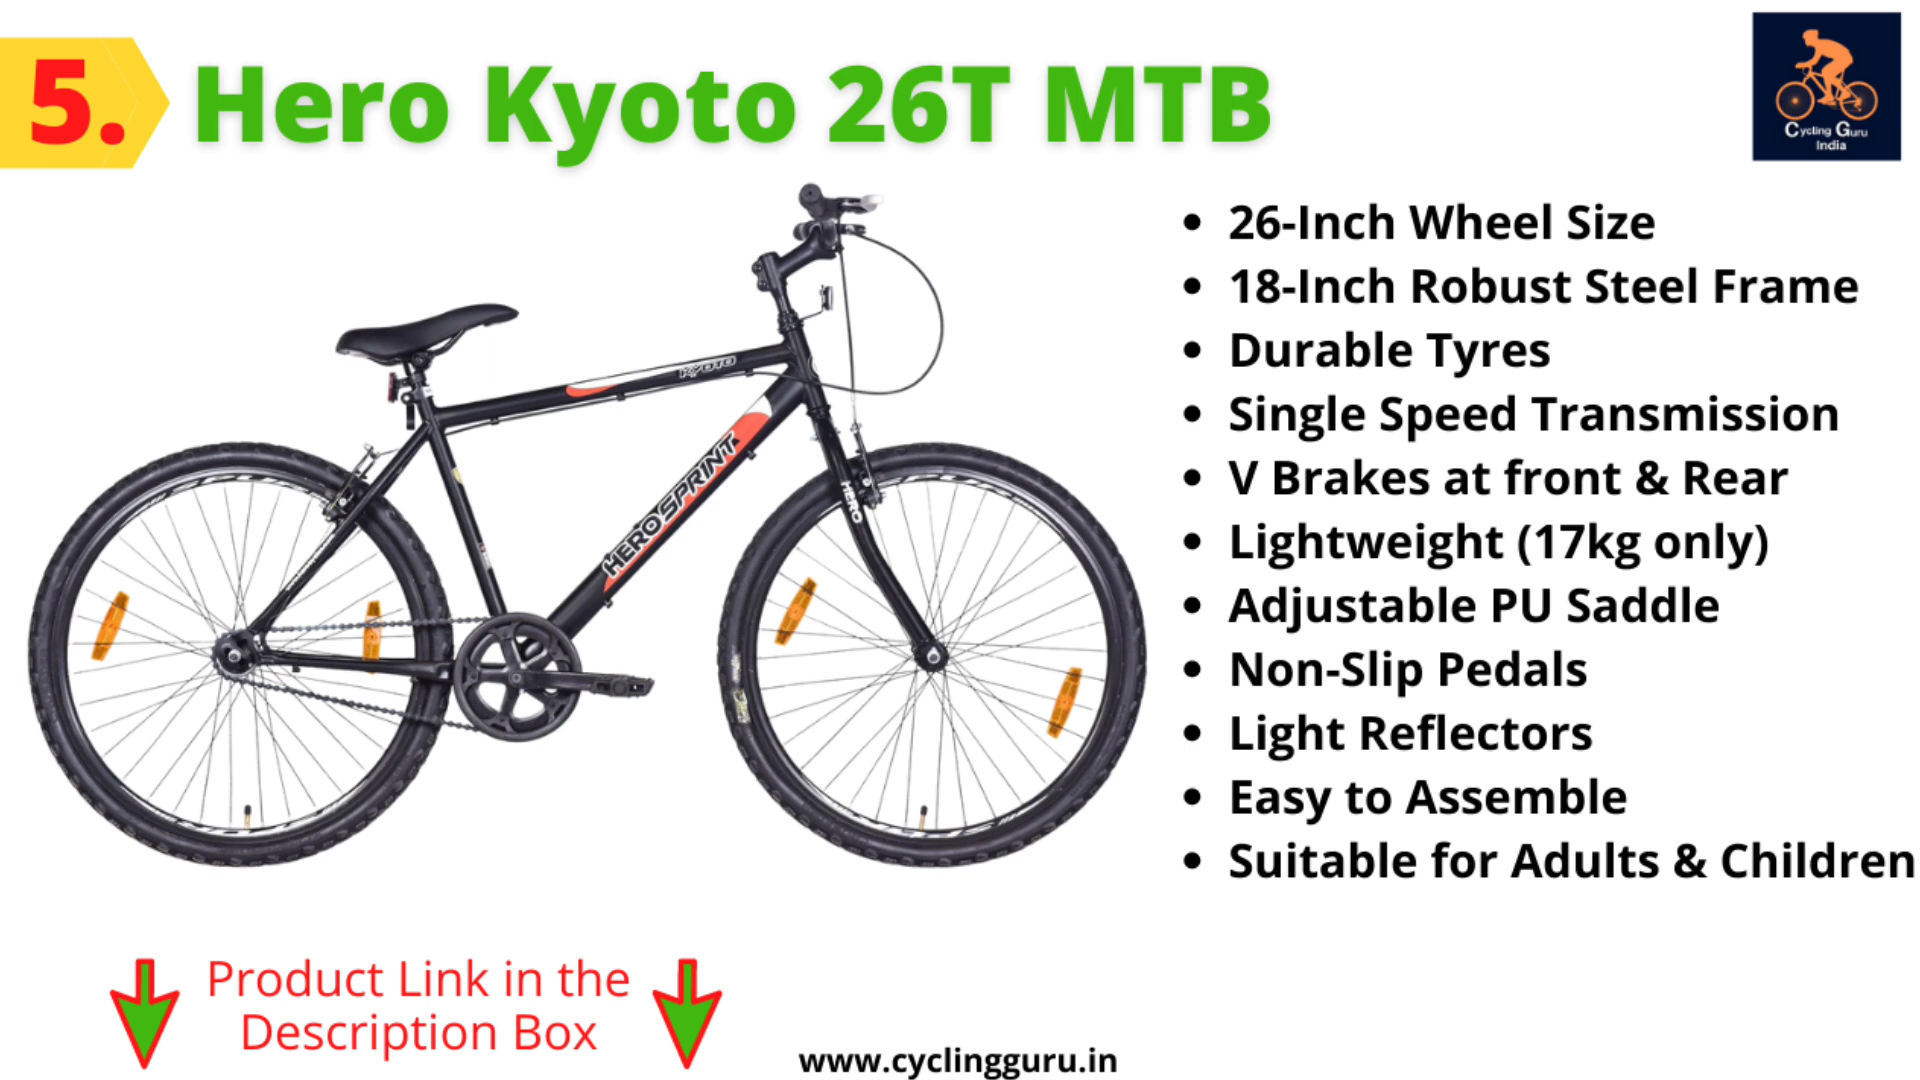 5. Hero Kyoto 26T MTB
Cycling Guru
India
26-Inch Wheel Size
18-Inch Robust Steel Frame
Durable Tyres
Single Speed Transmission
V Brakes at front & Rear
Lightweight (17kg only)
Adjustable PU Saddle
Non-Slip Pedals
Light Reflectors
Easy to Assemble
Suitable for Adults & Children
KYOTO
HERO SPRINT
HERO
Product Link in the
Description Box
www.cyclingguru.in